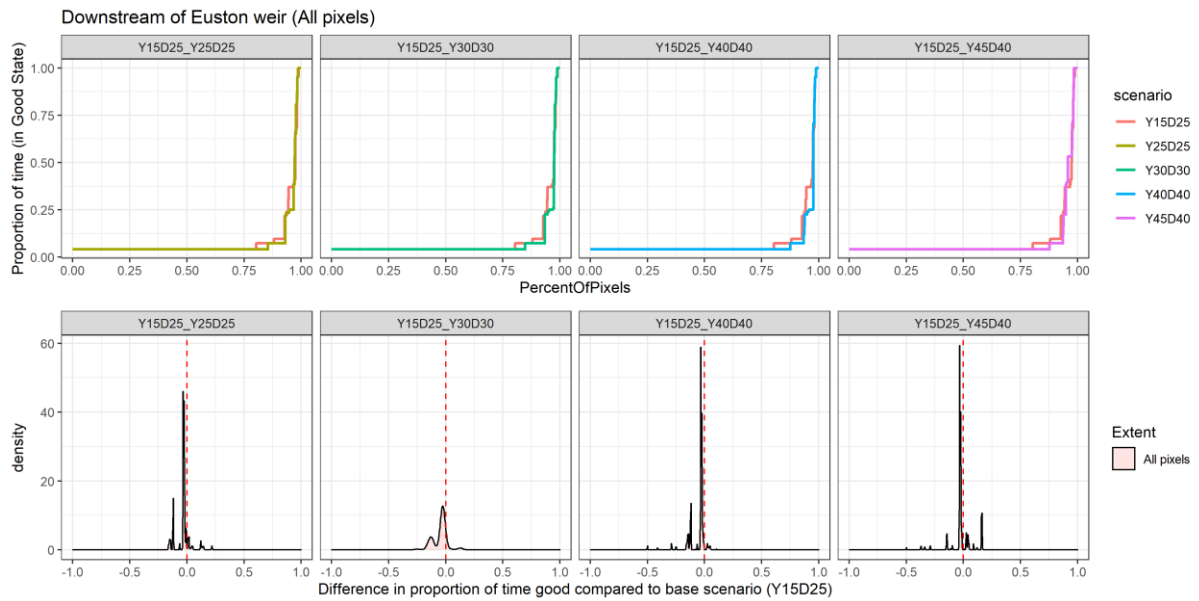 Downstream of Euston weir (All pixels)
Y15D25_Y25D25 Y15D25_Y30D30 Y15D25_Y40D40 Y15D25_Y45D40
Proportion of time (in Good State)
1.00
0.75
0.50
0.25
0.00
0.00 0.25 0.50 0.75 1.00 0.00 0.25 0.50 0.75 1.00 0.00 0.25 0.50 0.75 1.00 0.00 0.25 0.50 0.75 1.00
PercentOfPixels
scenario
Y15D25
Y25D25
Y30D30
Y40D40
Y45D40
Y15D25_Y25D25 Y15D25_Y30D30 Y15D25_Y40D40 Y15D25_Y45D40
density
60
40
20
0
-1.0 -0.5 0.0 0.5 1.0 -1.0 -0.5 0.0 0.5 1.0 -1.0 -0.5 0.0 0.5 1.0 -1.0 -0.5 0.0 0.5 1.0
Difference in proportion of time good compared to base scenario (Y15D25)
Extent
All pixels